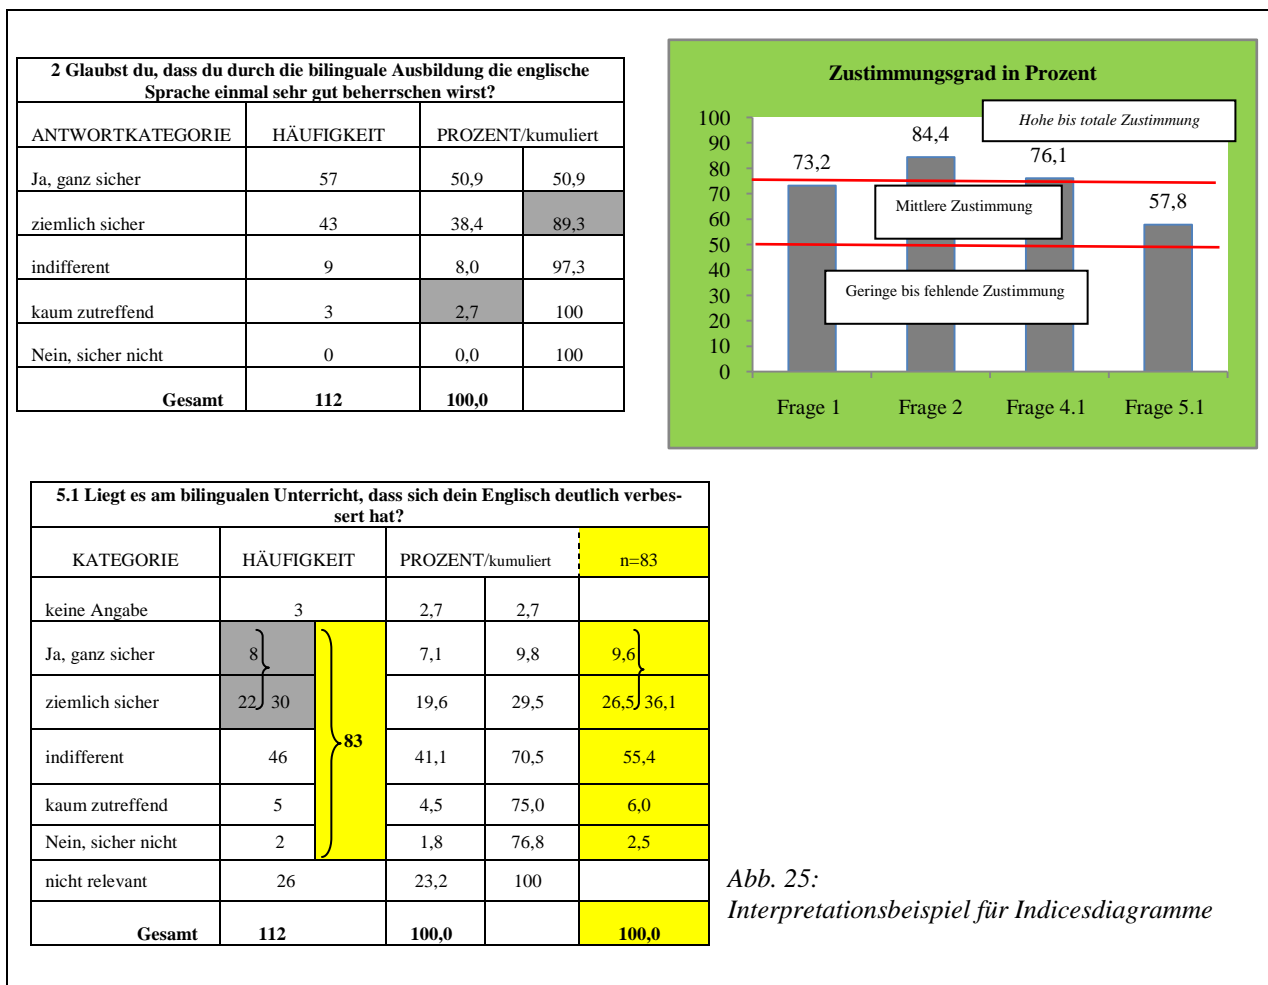 2 Glaubst du, dass du durch die bilinguale Ausbildung die englische
Sprache einmal sehr gut beherrschen wirst?
ANTWORTKATEGORIE HÄUFIGKEIT PROZENT/kumuliert
Ja, ganz sicher 57 50,9 50,9
ziemlich sicher 43 38,4 89,3
indifferent 9 8,0 97,3
kaum zutreffend 3 2,7 100
Nein, sicher nicht 0 0,0 100
Gesamt 112 100,0
Zustimmungsgrad in Prozent
Hohe bis totale Zustimmung
Mittlere Zustimmung
Geringe bis fehlende Zustimmung
100
90
80
70
60
50
40
30
20
10
0
73,2
84,4
76,1
57,8
Frage 1 Frage 2 Frage 4.1 Frage 5.1
5.1 Liegt es am bilingualen Unterricht, dass sich dein Englisch deutlich verbes-
sert hat?
KATEGORIE HÄUFIGKEIT PROZENT/kumuliert n=83
keine Angabe 3 2,7 2,7
Ja, ganz sicher 8 7,1 9,8 9,6
ziemlich sicher 22 30 19,6 29,5 26,5 36,1
indifferent 46 83 41,1 70,5 55,4
kaum zutreffend 5 4,5 75,0 6,0
Nein, sicher nicht 2 1,8 76,8 2,5
nicht relevant 26 23,2 100
Gesamt 112 100,0 100,0
Abb. 25:
Interpretationsbeispiel für Indicesdiagramme